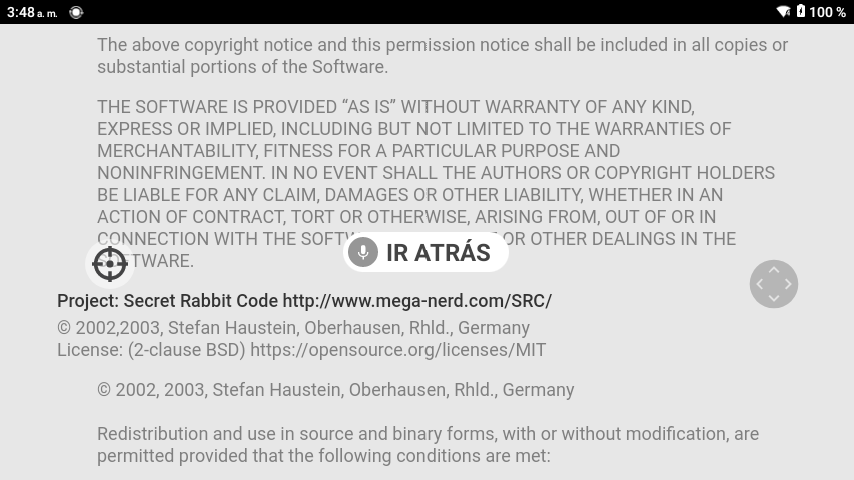 3:48 a. m.
100 %
The above copyright notice and this permission notice shall be included in all copies or
substantial portions of the Software.
THE SOFTWARE IS PROVIDED “AS IS” WITHOUT WARRANTY OF ANY KIND,
EXPRESS OR IMPLIED, INCLUDING BUT NOT LIMITED TO THE WARRANTIES OF
MERCHANTABILITY, FITNESS FOR A PARTICULAR PURPOSE AND
NONINFRINGEMENT. IN NO EVENT SHALL THE AUTHORS OR COPYRIGHT HOLDERS
BE LIABLE FOR ANY CLAIM, DAMAGES OR OTHER LIABILITY, WHETHER IN AN
ACTION OF CONTRACT, TORT OR OTHERWISE, ARISING FROM, OUT OF OR IN
CONNECTION WITH THE OR OTHER DEALINGS IN THE
IR ATRÁS
SOFTWARE.
Project: Secret Rabbit Code http://www.mega-nerd.com/SRC/
© 2002,2003, Stefan Haustein, Oberhausen, Rhld., Germany
License: (2-clause BSD) https://opensource.org/licenses/MIT
© 2002, 2003, Stefan Haustein, Oberhausen, Rhld., Germany
Redistribution and use in source and binary forms, with or without modification, are
permitted provided that the following conditions are met: